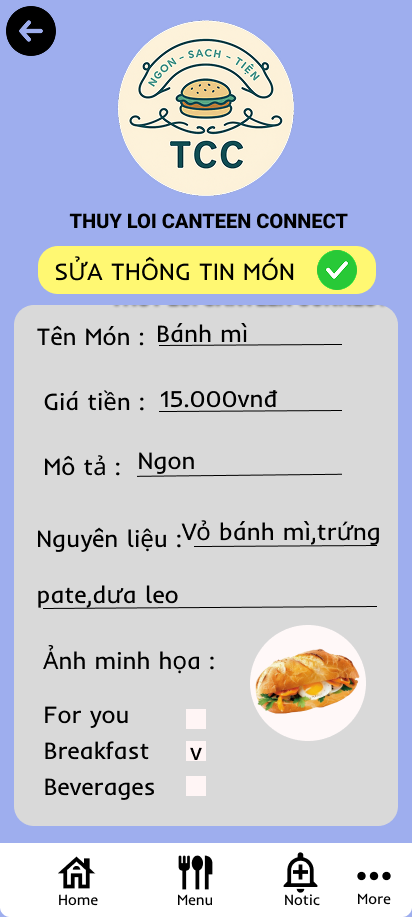 NGON - SẠCH - TIỆN
TCC
THUY LOI CANTEEN CONNECT
SỬA THÔNG TIN MÓN
Tên Món : Bánh mì
Giá tiền : 15.000vnđ
Mô tả : Ngon
Nguyên liệu : Vỏ bánh mì,trứng
pate,dưa leo
Ảnh minh họa :
For you
Breakfast v
Beverages
Home Menu Notic More